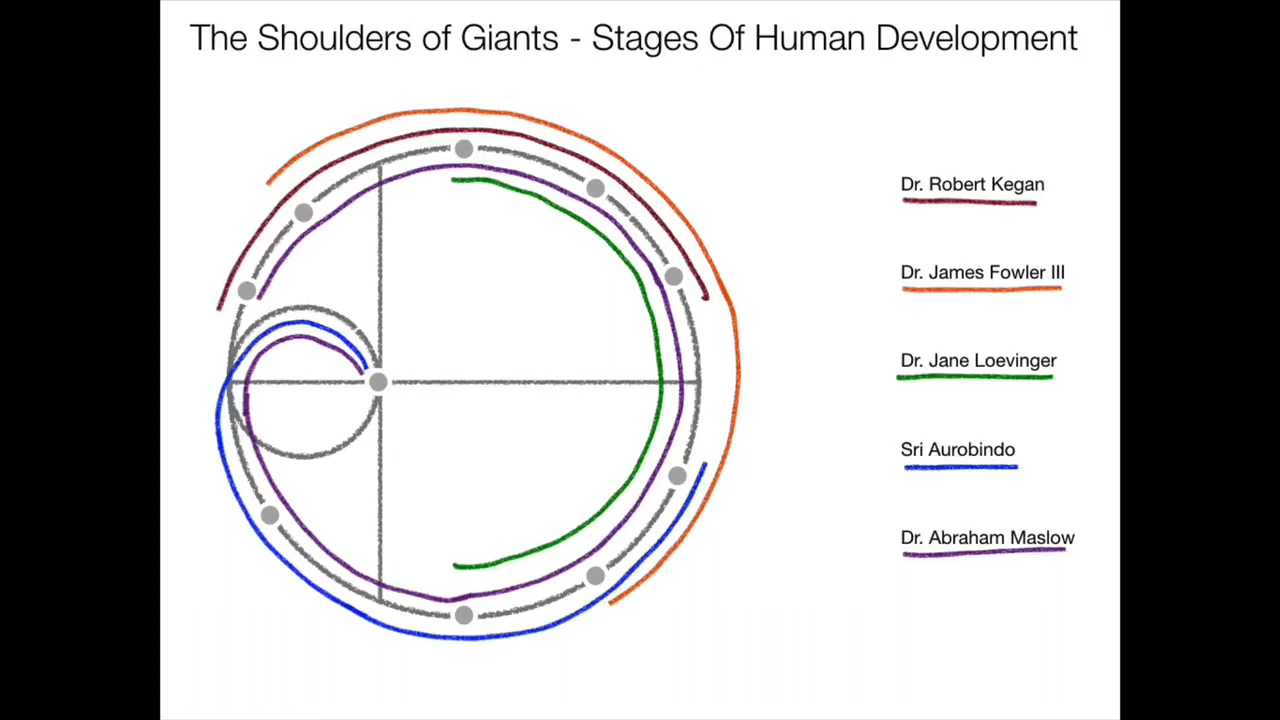 The Shoulders of Giants - Stages Of Human Development
Dr. Robert Kegan
Dr. James Fowler III
Dr. Jane Loevinger
Sri Aurobindo
Dr. Abraham Maslow